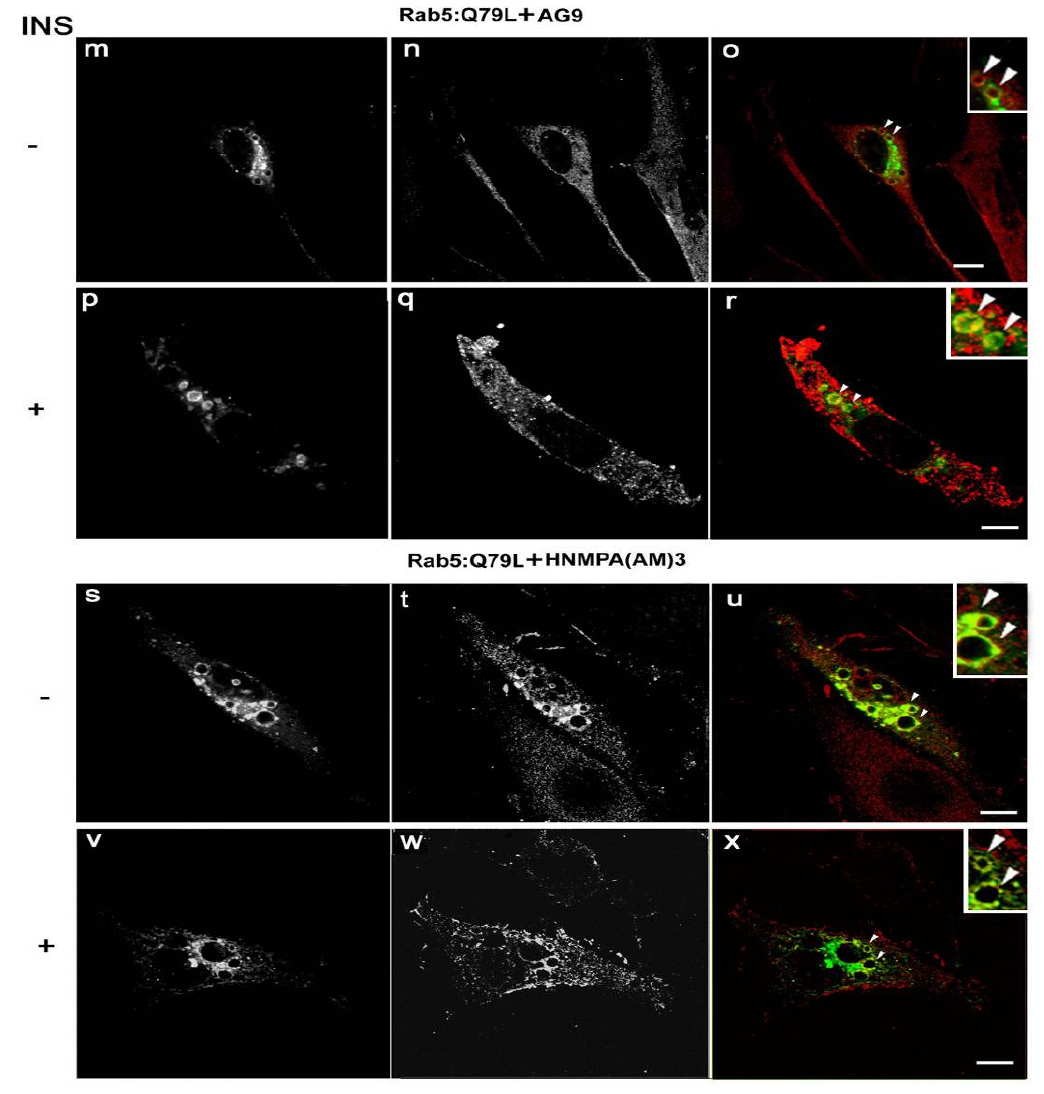 Rab5:Q79L+AG9
INS
m n o
-
p q r
+
Rab5:Q79L+HNMPA(AM)3
s t u
-
v w x
+